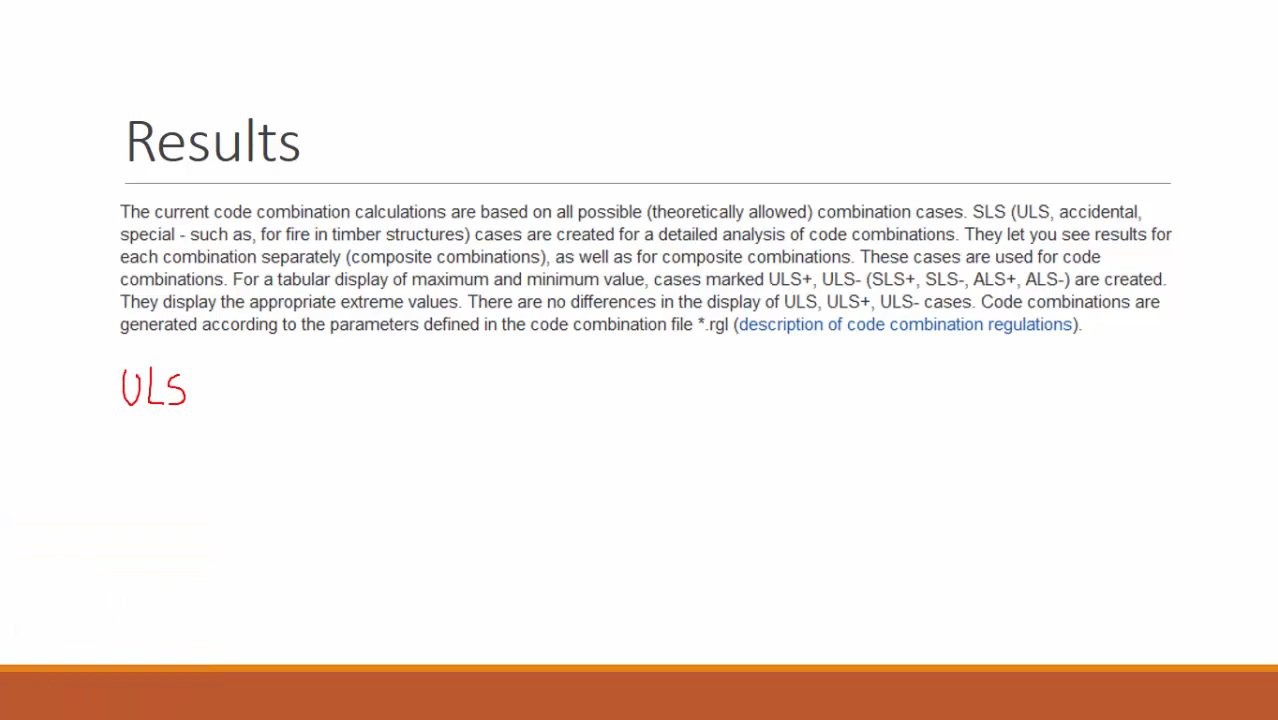 Results
The current code combination calculations are based on all possible (theoretically allowed) combination cases. SLS (ULS, accidental,
special - such as, for fire in timber structures) cases are created for a detailed analysis of code combinations. They let you see results for
each combination separately (composite combinations), as well as for composite combinations. These cases are used for code
combinations. For a tabular display of maximum and minimum value, cases marked ULS+, ULS- (SLS+, SLS-, ALS+, ALS-) are created.
They display the appropriate extreme values. There are no differences in the display of ULS, ULS+, ULS- cases. Code combinations are
generated according to the parameters defined in the code combination file *.rgl (description of code combination regulations).
ULS